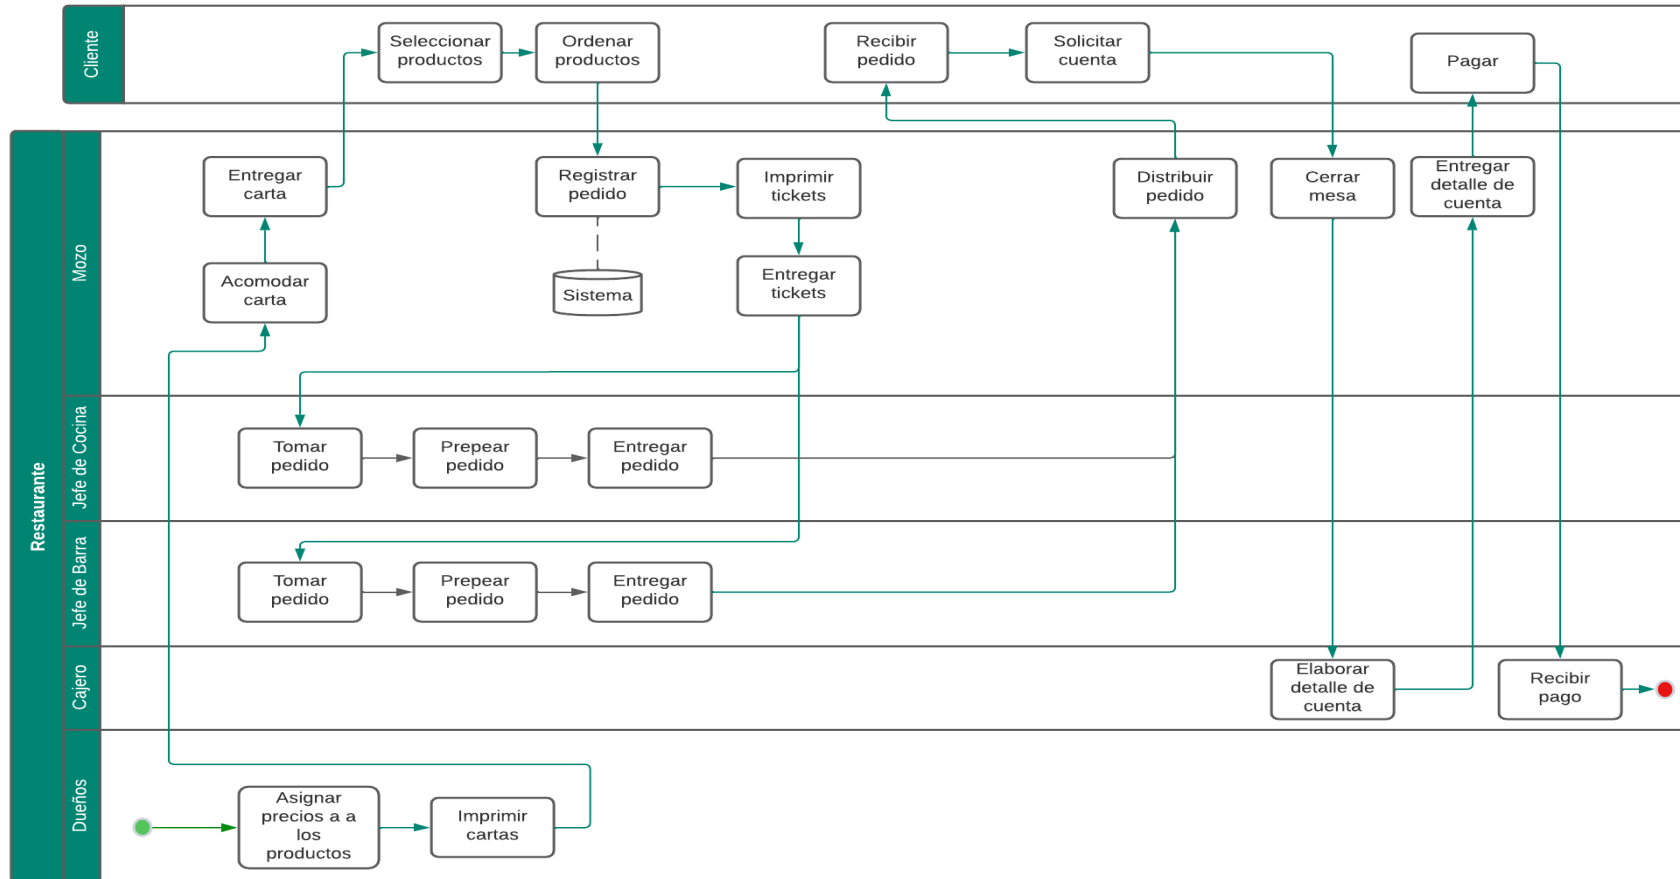 Cliente
Seleccionar
productos
Ordenar
productos
Recibir
pedido
Solicitar
cuenta
Pagar
Restaurante
Mozo
Entregar
carta
Registrar
pedido
Imprimir
tickets
Distribuir
pedido
Cerrar
mesa
Entregar
detalle de
cuenta
Acomodar
carta
Sistema
Entregar
tickets
Jefe de Cocina
Tomar
pedido
Prepear
pedido
Entregar
pedido
Jefe de Barra
Tomar
pedido
Prepear
pedido
Entregar
pedido
Cajero
Elaborar
detalle de
cuenta
Recibir
pago
Dueños
Asignar
precios a a
los
productos
Imprimir
cartas